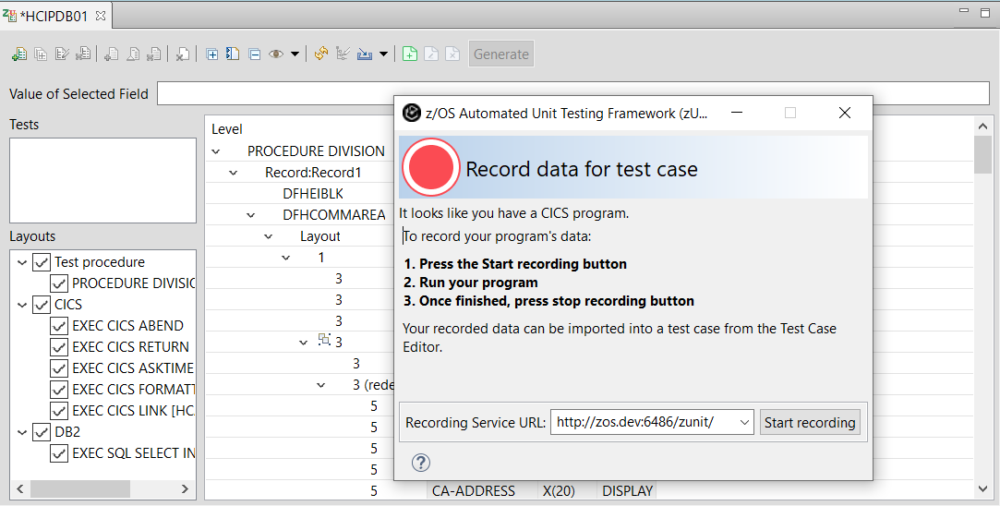 *HCIPDB01
Generate
Value of Selected Field
Tests
Layouts
Test procedure
PROCEDURE DIVISIO
CICS
EXEC CICS ABEND
EXEC CICS RETURN
EXEC CICS ASKTIME
EXEC CICS FORMATT
EXEC CICS LINK [HC
DB2
EXEC SQL SELECT IN
Level
PROCEDURE DIVISION
Record:Record1
DFHEIBLK
DFHCOMMAREA
Layout
1
3
3
3
3
3
3 (rede
5
5
5
5
5 CA-ADDRESS X(20) DISPLAY
z/OS Automated Unit Testing Framework (zU...
Record data for test case
It looks like you have a CICS program.
To record your program's data:
1. Press the Start recording button
2. Run your program
3. Once finished, press stop recording button
Your recorded data can be imported into a test case from the Test Case
Editor.
Recording Service URL: http://zos.dev:6486/zunit/ Start recording